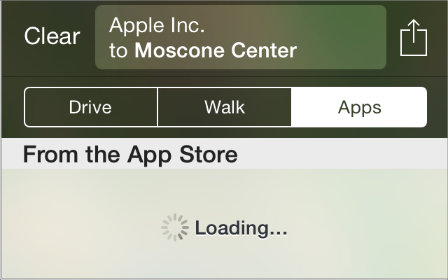 Clear
Apple Inc.
to Moscone Center
Drive
Walk
Apps
From the App Store
Loading...